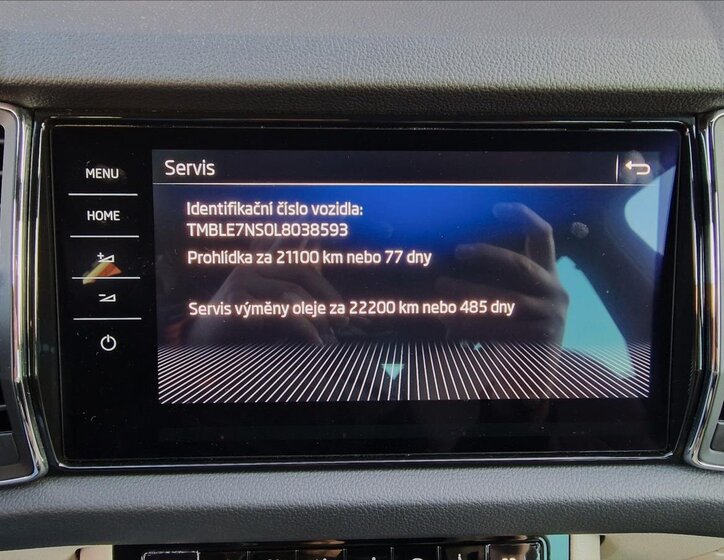 Servis
MENU
HOME
Identifikační číslo vozidla:
TMBLE7NS0L8038593
Prohlídka za 21100 km nebo 77 dny
Servis výměny oleje za 22200 km nebo 485 dny